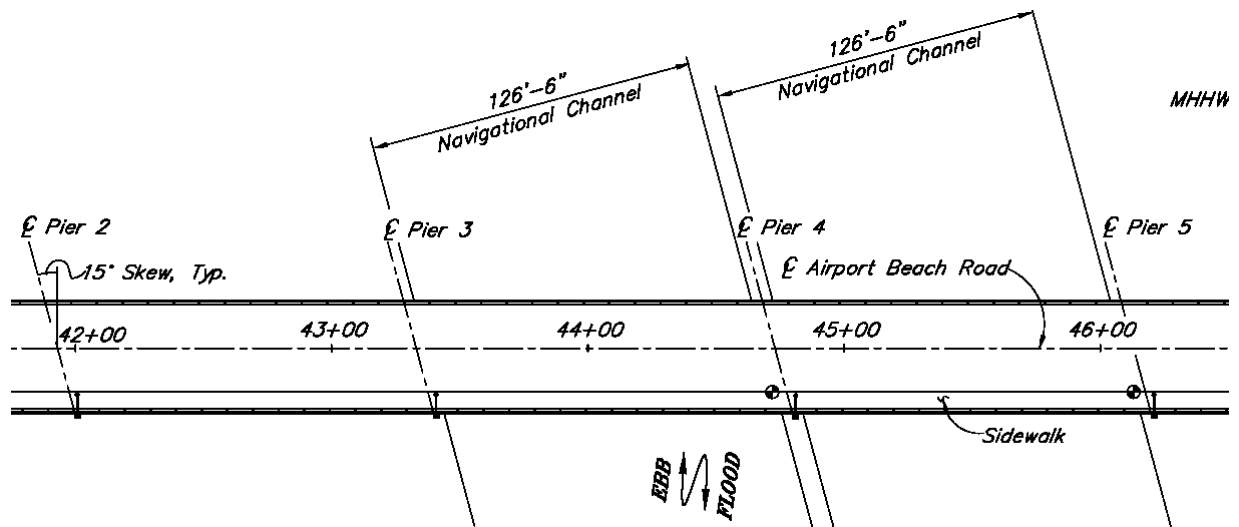 126'-6"
Navigational Channel
126'-6"
Navigational Channel
MHHW
℄ Pier 2
℄ Pier 3
℄ Pier 4
℄ Pier 5
15° Skew, Typ.
℄ Airport Beach Road
42+00
43+00
44+00
45+00
46+00
Sidewalk
EBB
FLOOD